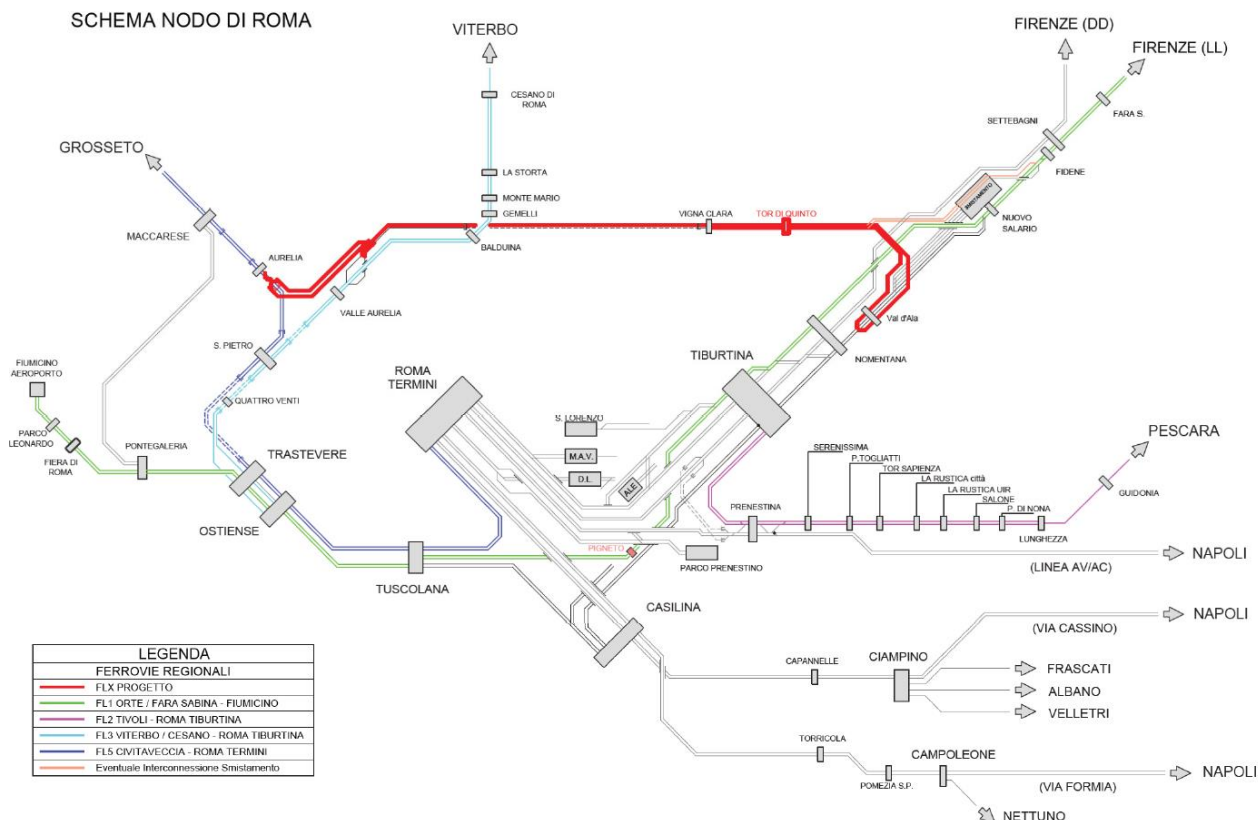 SCHEMA NODO DI ROMA
VITERBO
FIRENZE (DD)
FIRENZE (LL)
CESANO DI
ROMA
FARA S.
SETTEBAGNI
GROSSETO
LA STORTA
FIDENE
SMISTAMENTO
MONTE MARIO
GEMELLI
VIGNA CLARA
TOR DI QUINTO
NUOVO
SALARIO
MACCARESE
BALDUINA
AURELIA
VALLE AURELIA
Val d'Ala
S. PIETRO
NOMENTANA
TIBURTINA
FIUMICINO
AEROPORTO
ROMA
TERMINI
QUATTRO VENTI
S. LORENZO
PARCO
LEONARDO
PONTEGALERIA
FIERA DI
ROMA
TRASTEVERE
M.A.V.
D.L.
ALE
SERENISSIMA
P.TOGLIATTI
TOR SAPIENZA
LA RUSTICA città
LA RUSTICA UIR
SALONE
P. DI NONA
PESCARA
GUIDONIA
PRENESTINA
LUNGHEZZA
OSTIENSE
PIGNETO
PARCO PRENESTINO
NAPOLI
(LINEA AV/AC)
TUSCOLANA
CASILINA
NAPOLI
(VIA CASSINO)
CAPANNELLE
CIAMPINO
FRASCATI
ALBANO
VELLETRI
TORRICOLA
CAMPOLEONE
POMEZIA S.P.
NAPOLI
(VIA FORMIA)
NETTUNO
LEGENDA
FERROVIE REGIONALI
FLX PROGETTO
FL1 ORTE / FARA SABINA - FIUMICINO
FL2 TIVOLI - ROMA TIBURTINA
FL3 VITERBO / CESANO - ROMA TIBURTINA
FL5 CIVITAVECCIA - ROMA TERMINI
Eventuale Interconnessione Smistamento